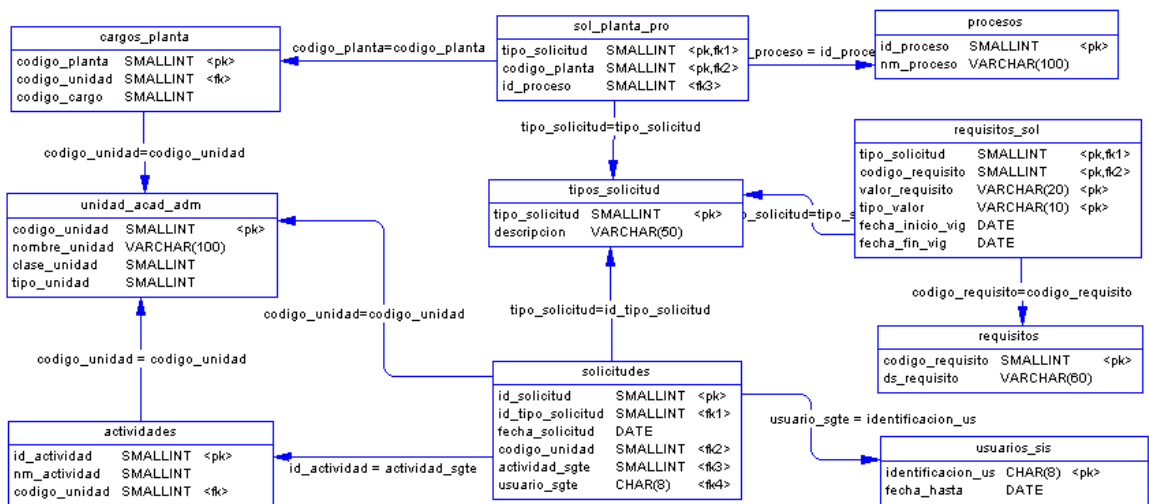 cargos_planta
codigo_planta SMALLINT <pk>
codigo_unidad SMALLINT <fk>
codigo_cargo SMALLINT
codigo_planta=codigo_planta
sol_planta_pro
tipo_solicitud SMALLINT <pk,fk1>
codigo_planta SMALLINT <pk,fk2>
id_proceso SMALLINT <fk3>
_proceso = id_proce
procesos
id_proceso SMALLINT <pk>
nm_proceso VARCHAR(100)
codigo_unidad=codigo_unidad
tipo_solicitud=tipo_solicitud
requisitos_sol
tipo_solicitud SMALLINT <pk,fk1>
codigo_requisito SMALLINT <pk,fk2>
valor_requisito VARCHAR(20) <pk>
tipo_valor VARCHAR(10) <pk>
fecha_inicio_vig DATE
fecha_fin_vig DATE
unidad_acad_adm
codigo_unidad SMALLINT <pk>
nombre_unidad VARCHAR(100)
clase_unidad SMALLINT
tipo_unidad SMALLINT
tipos_solicitud
tipo_solicitud SMALLINT <pk>
descripcion VARCHAR(50)
o_solicitud=tipo_s
codigo_unidad=codigo_unidad
tipo_solicitud=id_tipo_solicitud
codigo_requisito=codigo_requisito
requisitos
codigo_requisito SMALLINT <pk>
ds_requisito VARCHAR(60)
codigo_unidad = codigo_unidad
solicitudes
id_solicitud SMALLINT <pk>
id_tipo_solicitud SMALLINT <fk1>
fecha_solicitud DATE
codigo_unidad SMALLINT <fk2>
actividad_sgte SMALLINT <fk3>
usuario_sgte CHAR(8) <fk4>
usuario_sgte = identificacion_us
actividades
id_actividad SMALLINT <pk>
nm_actividad SMALLINT
codigo_unidad SMALLINT <fk>
id_actividad = actividad_sgte
usuarios_sis
identificacion_us CHAR(8) <pk>
fecha_hasta DATE